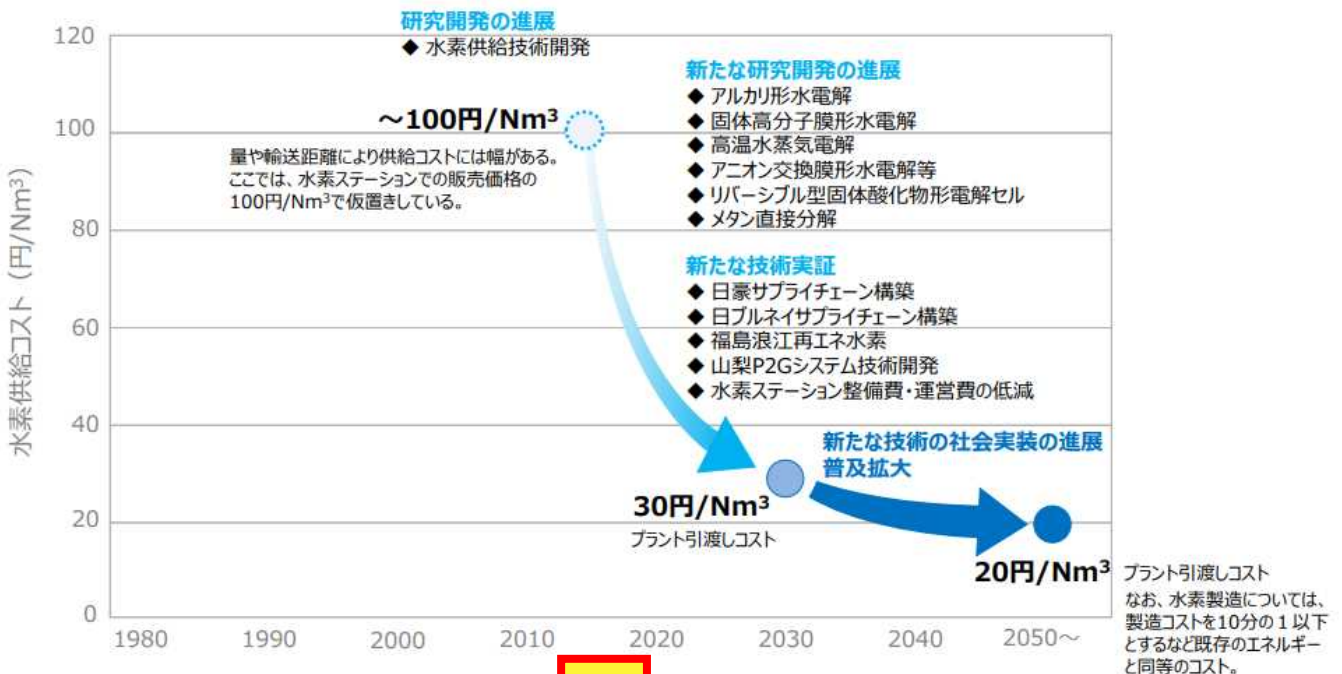 研究開発の進展
◆ 水素供給技術開発
新たな研究開発の進展
◆ アルカリ形水電解
◆ 固体高分子膜形水電解
◆ 高温水蒸気電解
◆ アニオン交換膜形水電解等
◆ リバーシブル型固体酸化物形電解セル
◆ メタン直接分解
～100円/Nm³
量や輸送距離により供給コストには幅がある。
ここでは、水素ステーションでの販売価格の
100円/Nm³で仮置きしている。
新たな技術実証
◆ 日豪サプライチェーン構築
◆ 日ブルネイサプライチェーン構築
◆ 福島浪江再エネ水素
◆ 山梨P2Gシステム技術開発
◆ 水素ステーション整備費・運営費の低減
新たな技術の社会実装の進展
普及拡大
30円/Nm³
プラント引渡しコスト
20円/Nm³
プラント引渡しコスト
なお、水素製造については、
製造コストを10分の１以下
とするなど既存のエネルギー
と同等のコスト。
水素供給コスト（円/Nm³）
120
100
80
60
40
20
0
1980 1990 2000 2010 2020 2030 2040 2050～